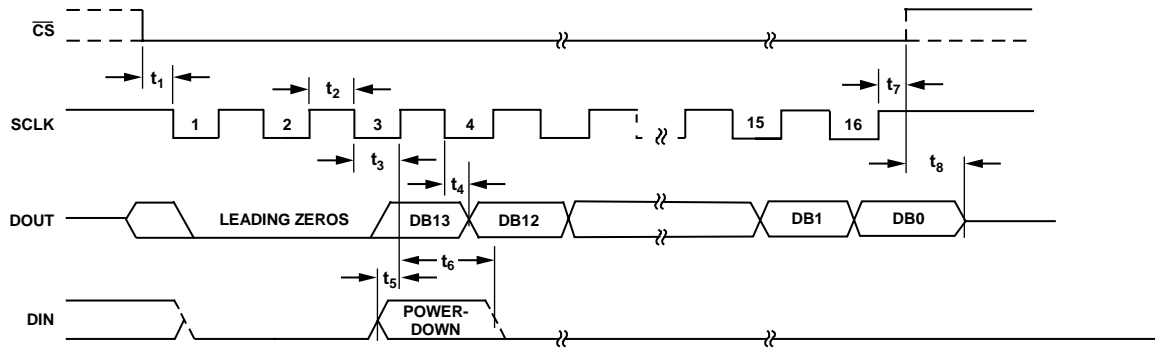 CS
t1
t2
t7
SCLK
1
2
3
4
15
16
t3
t4
t8
DOUT
LEADING ZEROS
DB13
DB12
DB1
DB0
t5
t6
DIN
POWER-
DOWN